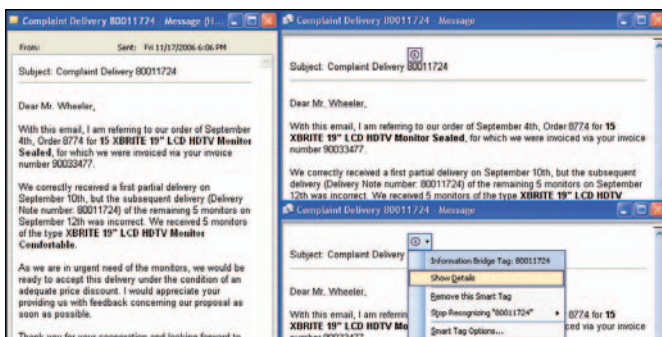 Complaint Delivery 80011724 - Message (H...
From: Sent: Fri 11/17/2006 6:06 PM
Subject: Complaint Delivery 80011724
Dear Mr. Wheeler,
With this email, I am referring to our order of September
4th, Order 8774 for 15 XBRITE 19" LCD HDTV Monitor
Sealed, for which we were invoiced via your invoice
number 90033477.
We correctly received a first partial delivery on
September 10th, but the subsequent delivery (Delivery
Note number: 80011724) of the remaining 5 monitors on
September 12th was incorrect. We received 5 monitors
of the type XBRITE 19" LCD HDTV Monitor
Comfortable.
As we are in urgent need of the monitors, we would be
ready to accept this delivery under the condition of an
adequate price discount. I would appreciate your
providing us with feedback concerning our proposal as
soon as possible.
Thank you for your cooperation and looking forward to
Complaint Delivery 80011724 - Message
Subject: Complaint Delivery 80011724
Dear Mr. Wheeler,
With this email, I am referring to our order of September 4th, Order 8774 for 15
XBRITE 19" LCD HDTV Monitor Sealed, for which we were invoiced via your invoice
number 90033477.
We correctly received a first partial delivery on September 10th, but the subsequent
delivery (Delivery Note number: 80011724) of the remaining 5 monitors on September
12th was incorrect. We received 5 monitors of the type XBRITE 19" LCD HDTV
Complaint Delivery 80011724 - Message
Subject: Complaint Delivery
Information Bridge Tag: 80011724
Show Details
Remove this Smart Tag
Stop Recognizing "80011724"
Smart Tag Options...
Dear Mr. Wheeler,
With this email, I am referrin 8774 for 15
XBRITE 19" LCD HDTV Mo ced via your invoice
number 90033477